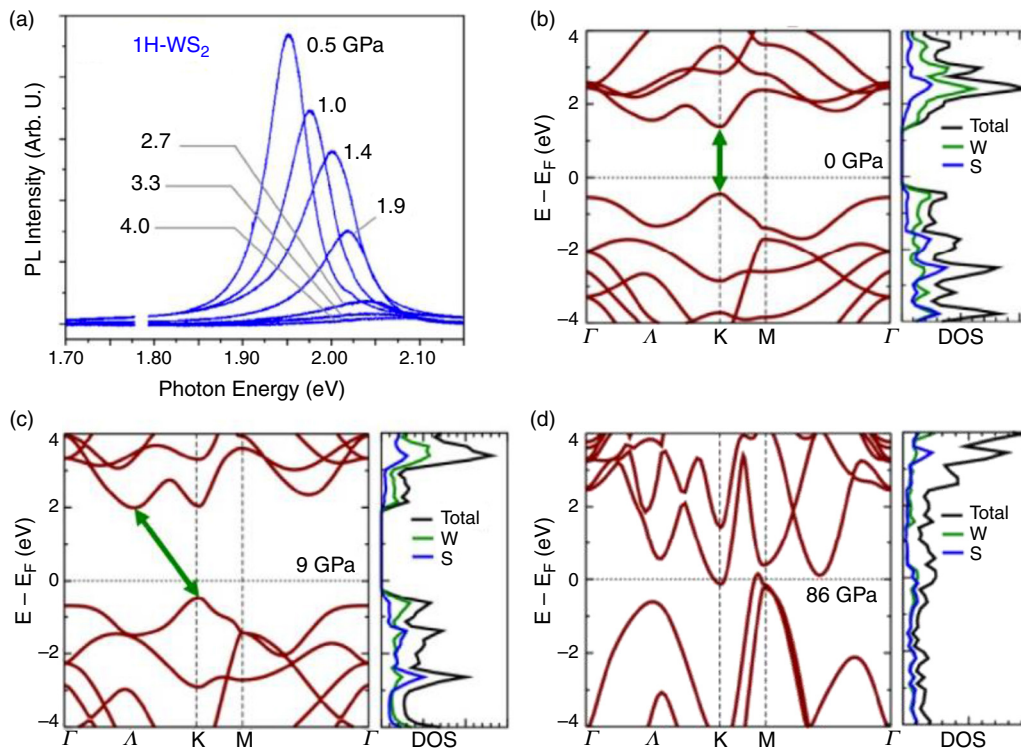 (a)
1H-WS2
0.5 GPa
1.0
1.4
1.9
2.7
3.3
4.0
PL Intensity (Arb. U.)
1.70 1.80 1.90 2.00 2.10
Photon Energy (eV)
(b)
E – EF (eV)
4
2
0
–2
–4
0 GPa
Γ Λ K M Γ
Total
W
S
DOS
(c)
E – EF (eV)
4
2
0
–2
–4
9 GPa
Γ Λ K M Γ
Total
W
S
DOS
(d)
E – EF (eV)
4
2
0
–2
–4
86 GPa
Γ Λ K M Γ
Total
W
S
DOS